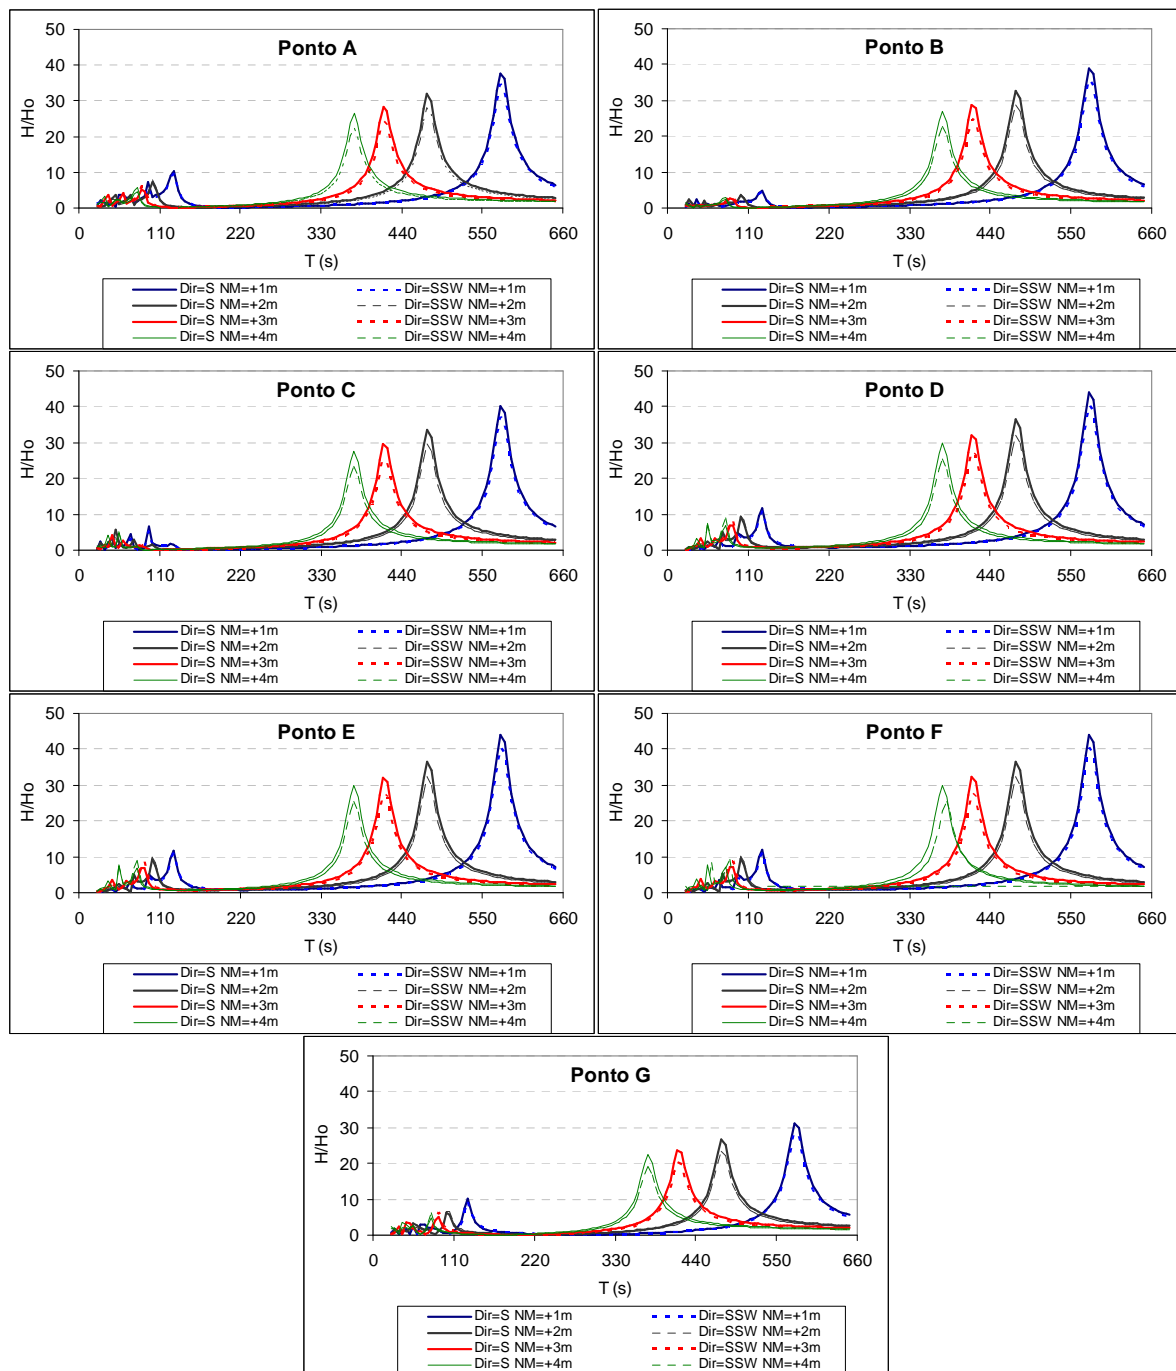 Ponto A
H/Ho
50
40
30
20
10
0
0 110 220 330 440 550 660
T (s)
Dir=S NM=+1m Dir=SSW NM=+1m
Dir=S NM=+2m Dir=SSW NM=+2m
Dir=S NM=+3m Dir=SSW NM=+3m
Dir=S NM=+4m Dir=SSW NM=+4m
Ponto B
H/Ho
50
40
30
20
10
0
0 110 220 330 440 550 660
T (s)
Dir=S NM=+1m Dir=SSW NM=+1m
Dir=S NM=+2m Dir=SSW NM=+2m
Dir=S NM=+3m Dir=SSW NM=+3m
Dir=S NM=+4m Dir=SSW NM=+4m
Ponto C
H/Ho
50
40
30
20
10
0
0 110 220 330 440 550 660
T (s)
Dir=S NM=+1m Dir=SSW NM=+1m
Dir=S NM=+2m Dir=SSW NM=+2m
Dir=S NM=+3m Dir=SSW NM=+3m
Dir=S NM=+4m Dir=SSW NM=+4m
Ponto D
H/Ho
50
40
30
20
10
0
0 110 220 330 440 550 660
T (s)
Dir=S NM=+1m Dir=SSW NM=+1m
Dir=S NM=+2m Dir=SSW NM=+2m
Dir=S NM=+3m Dir=SSW NM=+3m
Dir=S NM=+4m Dir=SSW NM=+4m
Ponto E
H/Ho
50
40
30
20
10
0
0 110 220 330 440 550 660
T (s)
Dir=S NM=+1m Dir=SSW NM=+1m
Dir=S NM=+2m Dir=SSW NM=+2m
Dir=S NM=+3m Dir=SSW NM=+3m
Dir=S NM=+4m Dir=SSW NM=+4m
Ponto F
H/Ho
50
40
30
20
10
0
0 110 220 330 440 550 660
T (s)
Dir=S NM=+1m Dir=SSW NM=+1m
Dir=S NM=+2m Dir=SSW NM=+2m
Dir=S NM=+3m Dir=SSW NM=+3m
Dir=S NM=+4m Dir=SSW NM=+4m
Ponto G
H/Ho
50
40
30
20
10
0
0 110 220 330 440 550 660
T (s)
Dir=S NM=+1m Dir=SSW NM=+1m
Dir=S NM=+2m Dir=SSW NM=+2m
Dir=S NM=+3m Dir=SSW NM=+3m
Dir=S NM=+4m Dir=SSW NM=+4m